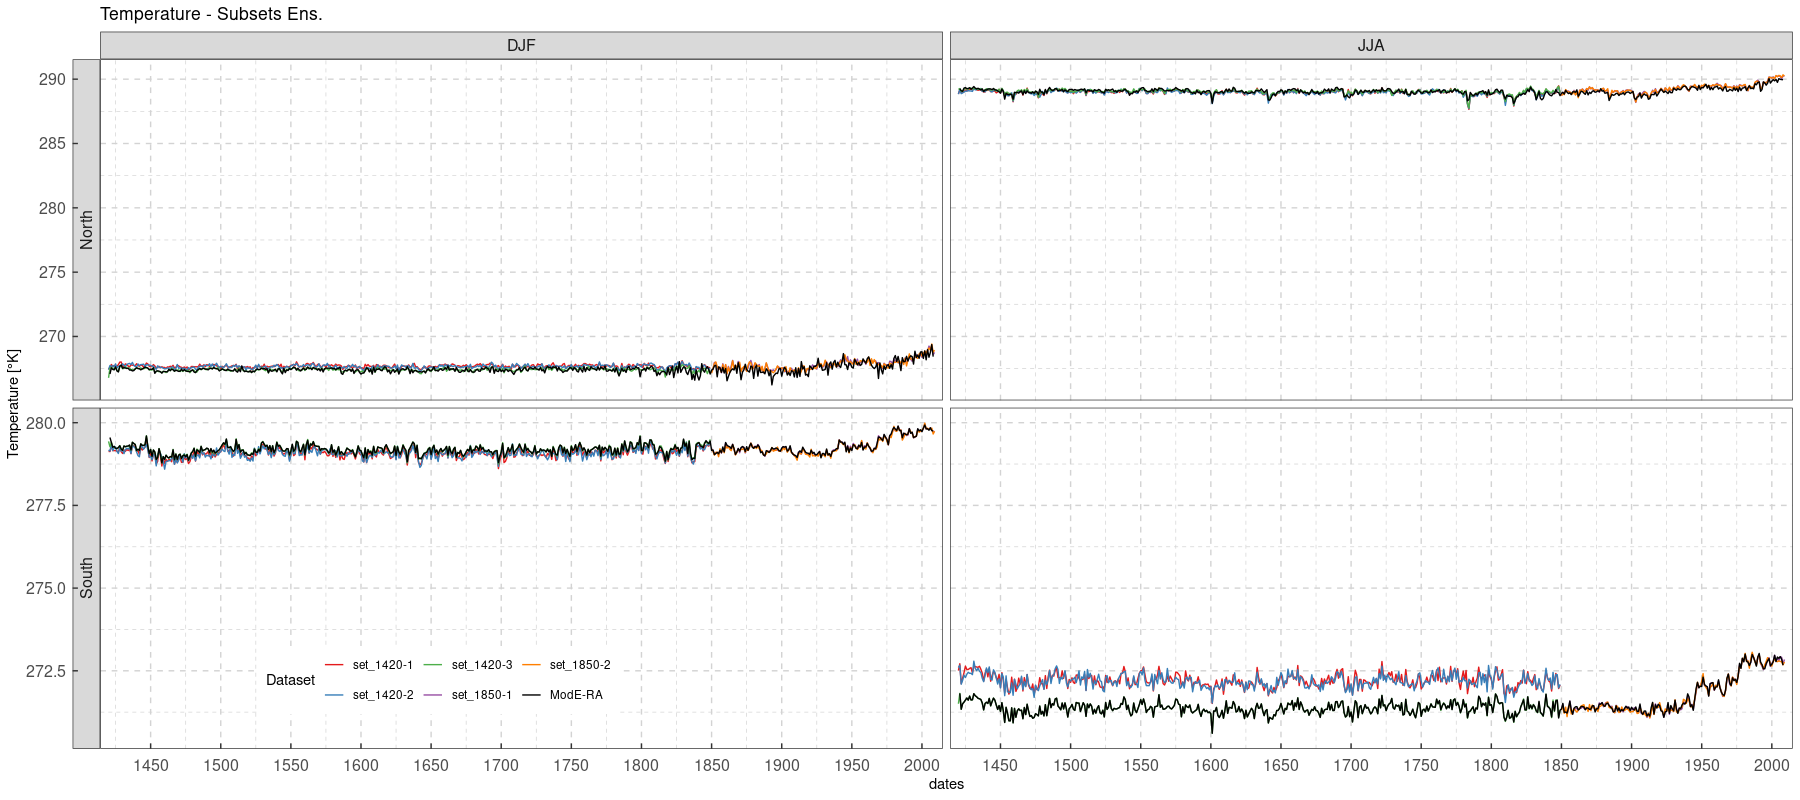 Temperature - Subsets Ens.
DJF
JJA
North
290
285
280
275
270
South
280.0
277.5
275.0
272.5
Temperature [°K]
Dataset
set_1420-1
set_1420-3
set_1850-2
set_1420-2
set_1850-1
ModE-RA
1450 1500 1550 1600 1650 1700 1750 1800 1850 1900 1950 2000
1450 1500 1550 1600 1650 1700 1750 1800 1850 1900 1950 2000
dates